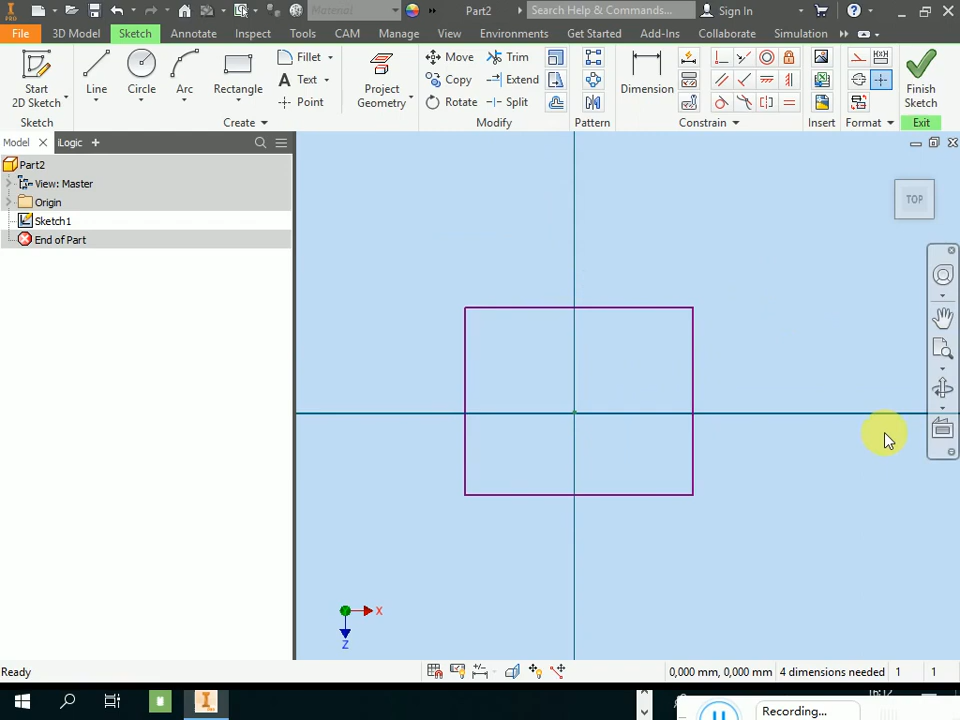 PRO
Material
Part2
Search Help & Commands...
Sign In
File
3D Model
Sketch
Annotate
Inspect
Tools
CAM
Manage
View
Environments
Get Started
Add-Ins
Collaborate
Simulation
Start
2D Sketch
Line
Circle
Arc
Rectangle
Fillet
Text
Point
Project
Geometry
Move
Copy
Rotate
Trim
Extend
Split
Dimension
Finish
Sketch
Sketch
Create
Modify
Pattern
Constrain
Insert
Format
Exit
Model
iLogic
Part2
View: Master
Origin
Sketch1
End of Part
TOP
X
Z
Ready
0,000 mm, 0,000 mm
4 dimensions needed
1
1
Recording...